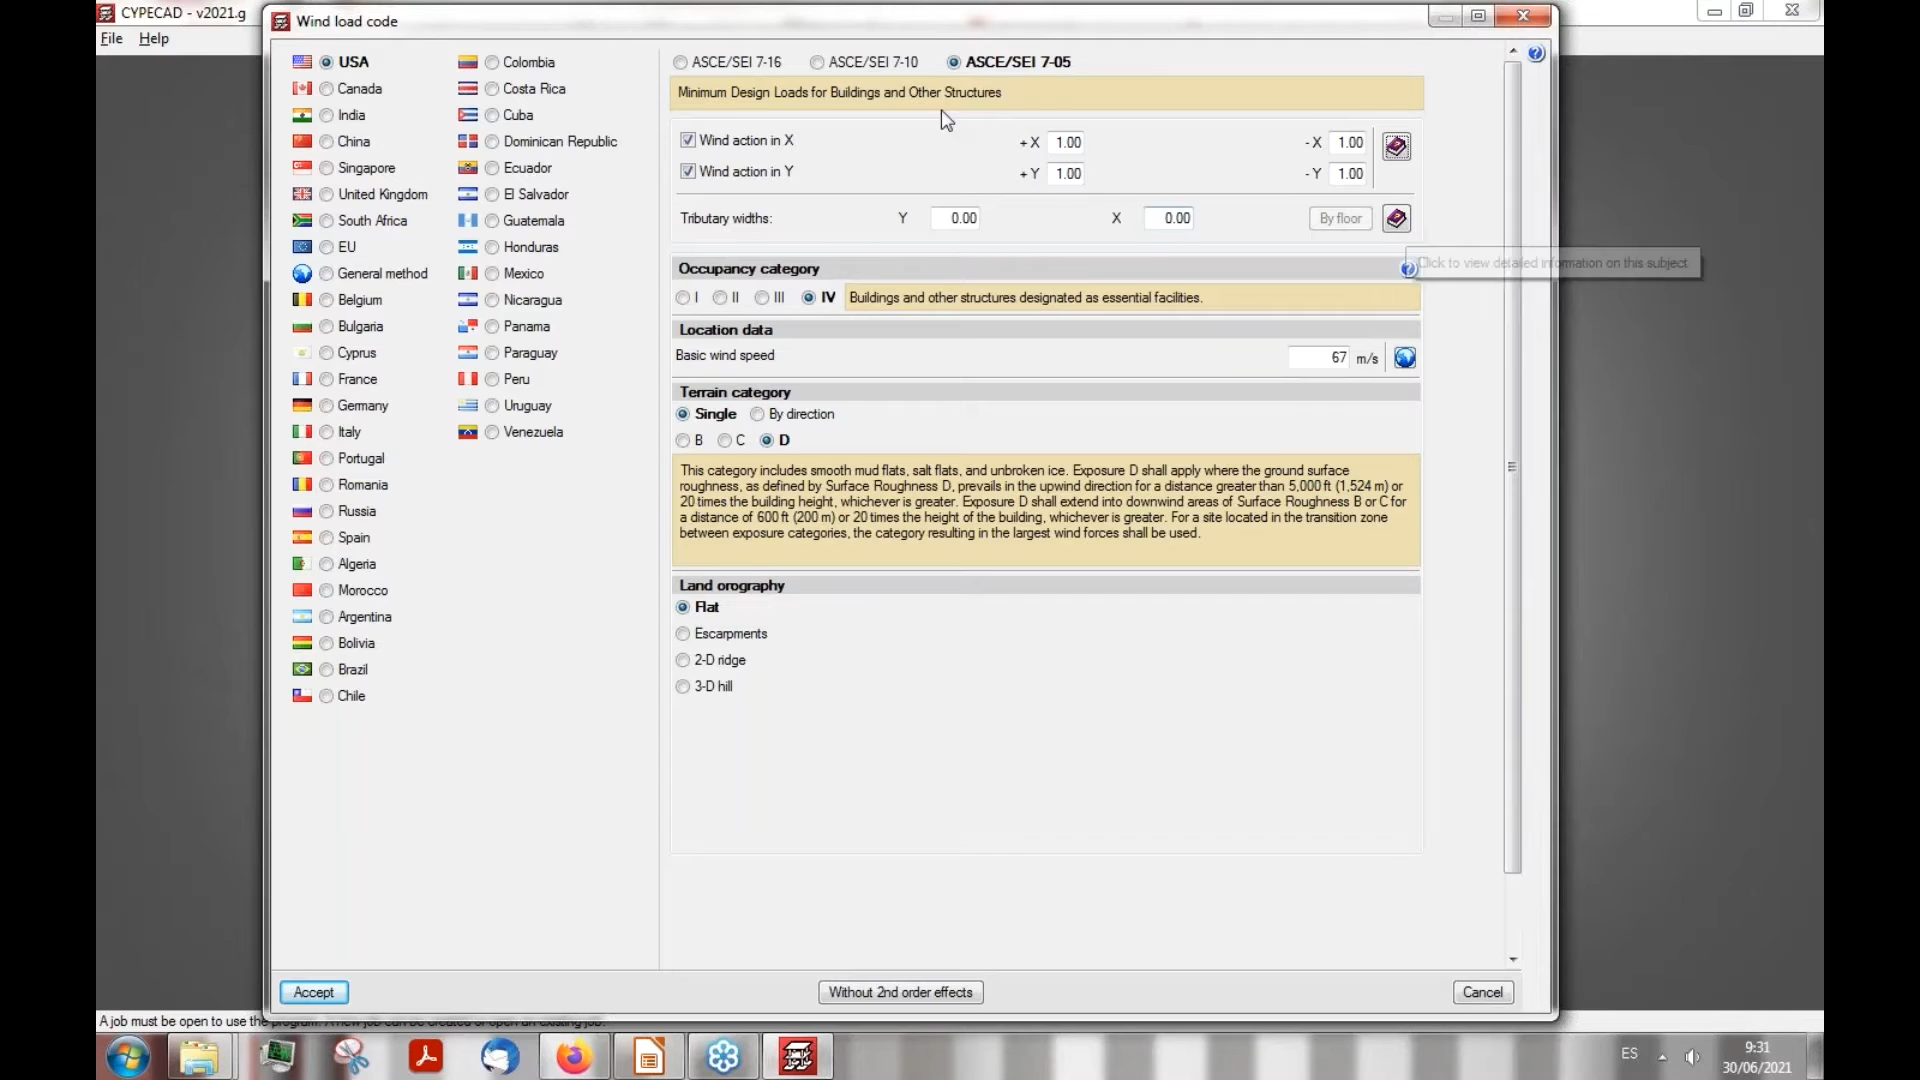 CYPECAD - v2021.g
File Help
Wind load code
USA
Canada
India
China
Singapore
United Kingdom
South Africa
EU
General method
Belgium
Bulgaria
Cyprus
France
Germany
Italy
Portugal
Romania
Russia
Spain
Algeria
Morocco
Argentina
Bolivia
Brazil
Chile
Colombia
Costa Rica
Cuba
Dominican Republic
Ecuador
El Salvador
Guatemala
Honduras
Mexico
Nicaragua
Panama
Paraguay
Peru
Uruguay
Venezuela
ASCE/SEI 7-16 ASCE/SEI 7-10 ASCE/SEI 7-05
Minimum Design Loads for Buildings and Other Structures
Wind action in X + X 1.00 - X 1.00
Wind action in Y + Y 1.00 - Y 1.00
Tributary widths: Y 0.00 X 0.00 By floor
Click to view detailed information on this subject
Occupancy category
I II III IV Buildings and other structures designated as essential facilities.
Location data
Basic wind speed 67 m/s
Terrain category
Single By direction
B C D
This category includes smooth mud flats, salt flats, and unbroken ice. Exposure D shall apply where the ground surface
roughness, as defined by Surface Roughness D, prevails in the upwind direction for a distance greater than 5,000 ft (1,524 m) or
20 times the building height, whichever is greater. Exposure D shall extend into downwind areas of Surface Roughness B or C for
a distance of 600 ft (200 m) or 20 times the height of the building, whichever is greater. For a site located in the transition zone
between exposure categories, the category resulting in the largest wind forces shall be used.
Land orography
Flat
Escarpments
2-D ridge
3-D hill
Accept Without 2nd order effects Cancel
A job must be open to use the program. A new job can be created or open an existing job.
ES 9:31
30/06/2021